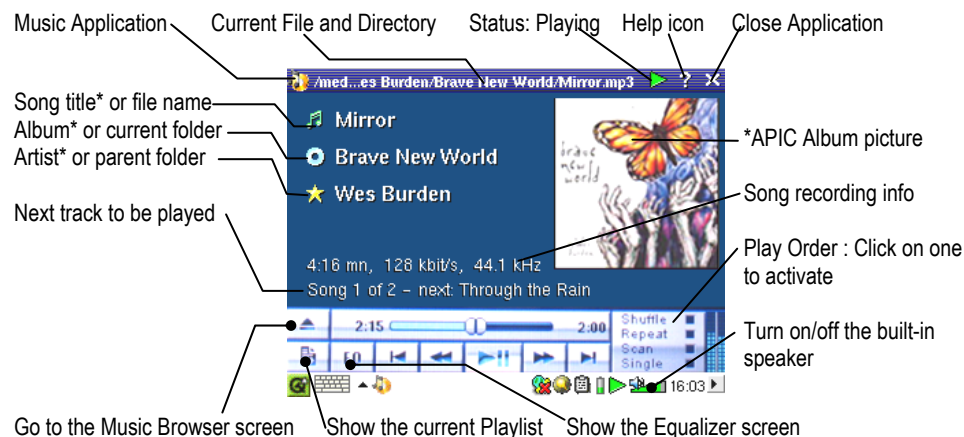 Music Application Current File and Directory Status: Playing Help icon Close Application
/med...es Burden/Brave New World/Mirror.mp3 ?
Song title* or file name
Album* or current folder
Artist* or parent folder
Next track to be played
Mirror
Brave New World
Wes Burden
brave
new
world
4:16 mn, 128 kbit/s, 44.1 kHz
Song 1 of 2 – next: Through the Rain
*APIC Album picture
Song recording info
Play Order : Click on one
to activate
Turn on/off the built-in
speaker
2:15 2:00
Shuffle
Repeat
Scan
Single
EQ
16:03
Go to the Music Browser screen Show the current Playlist Show the Equalizer screen